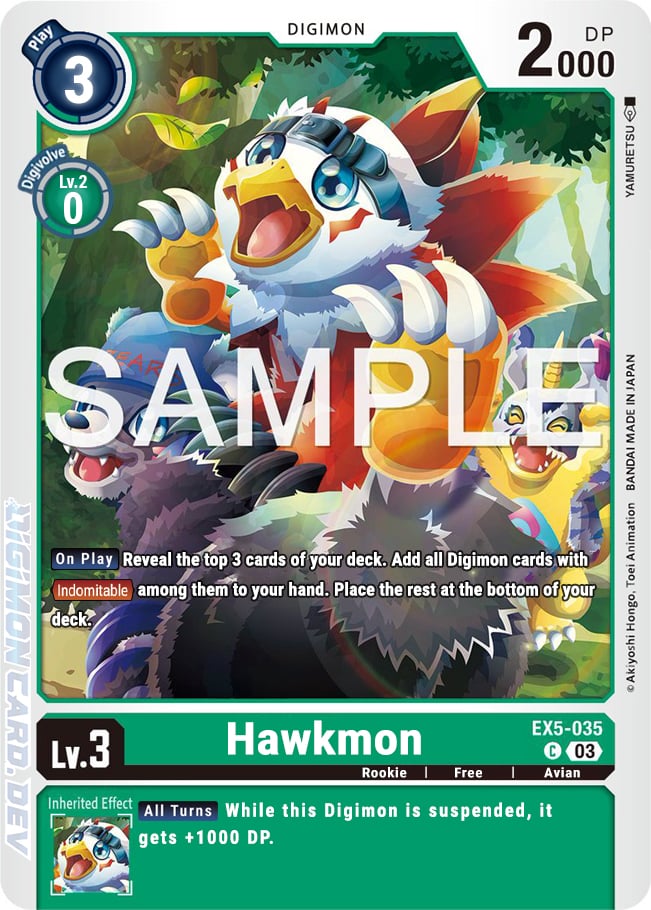 DIGIMON
Play
3
DP
2000
Digivolve
Lv.2
0
YAMURETSU
BEAR
SAMPLE
BANDAI MADE IN JAPAN
© Akiyoshi Hongo, Toei Animation
On Play Reveal the top 3 cards of your deck. Add all Digimon cards with
Indomitable among them to your hand. Place the rest at the bottom of your
deck.
DIGIMONCARD.DEV
Lv.3
Hawkmon
EX5-035
C 03
Rookie | Free | Avian
Inherited Effect
All Turns While this Digimon is suspended, it
gets +1000 DP.